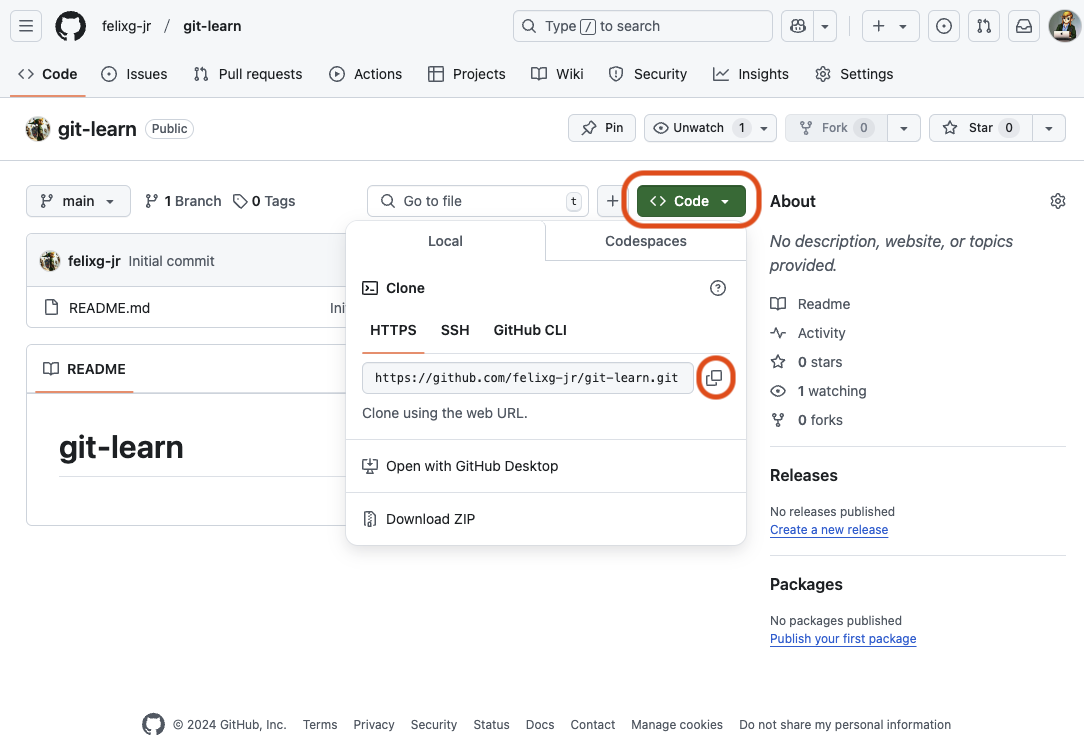 felixg-jr / git-learn
Type / to search
Code Issues Pull requests Actions Projects Wiki Security Insights Settings
git-learn Public
Pin Unwatch 1 Fork 0 Star 0
main 1 Branch 0 Tags
Go to file t
Code
Local Codespaces
felixg-jr Initial commit
README.md Ini
Clone
HTTPS SSH GitHub CLI
https://github.com/felixg-jr/git-learn.git
Clone using the web URL.
Open with GitHub Desktop
Download ZIP
README
git-learn
About
No description, website, or topics
provided.
Readme
Activity
0 stars
1 watching
0 forks
Releases
No releases published
Create a new release
Packages
No packages published
Publish your first package
© 2024 GitHub, Inc. Terms Privacy Security Status Docs Contact Manage cookies Do not share my personal information